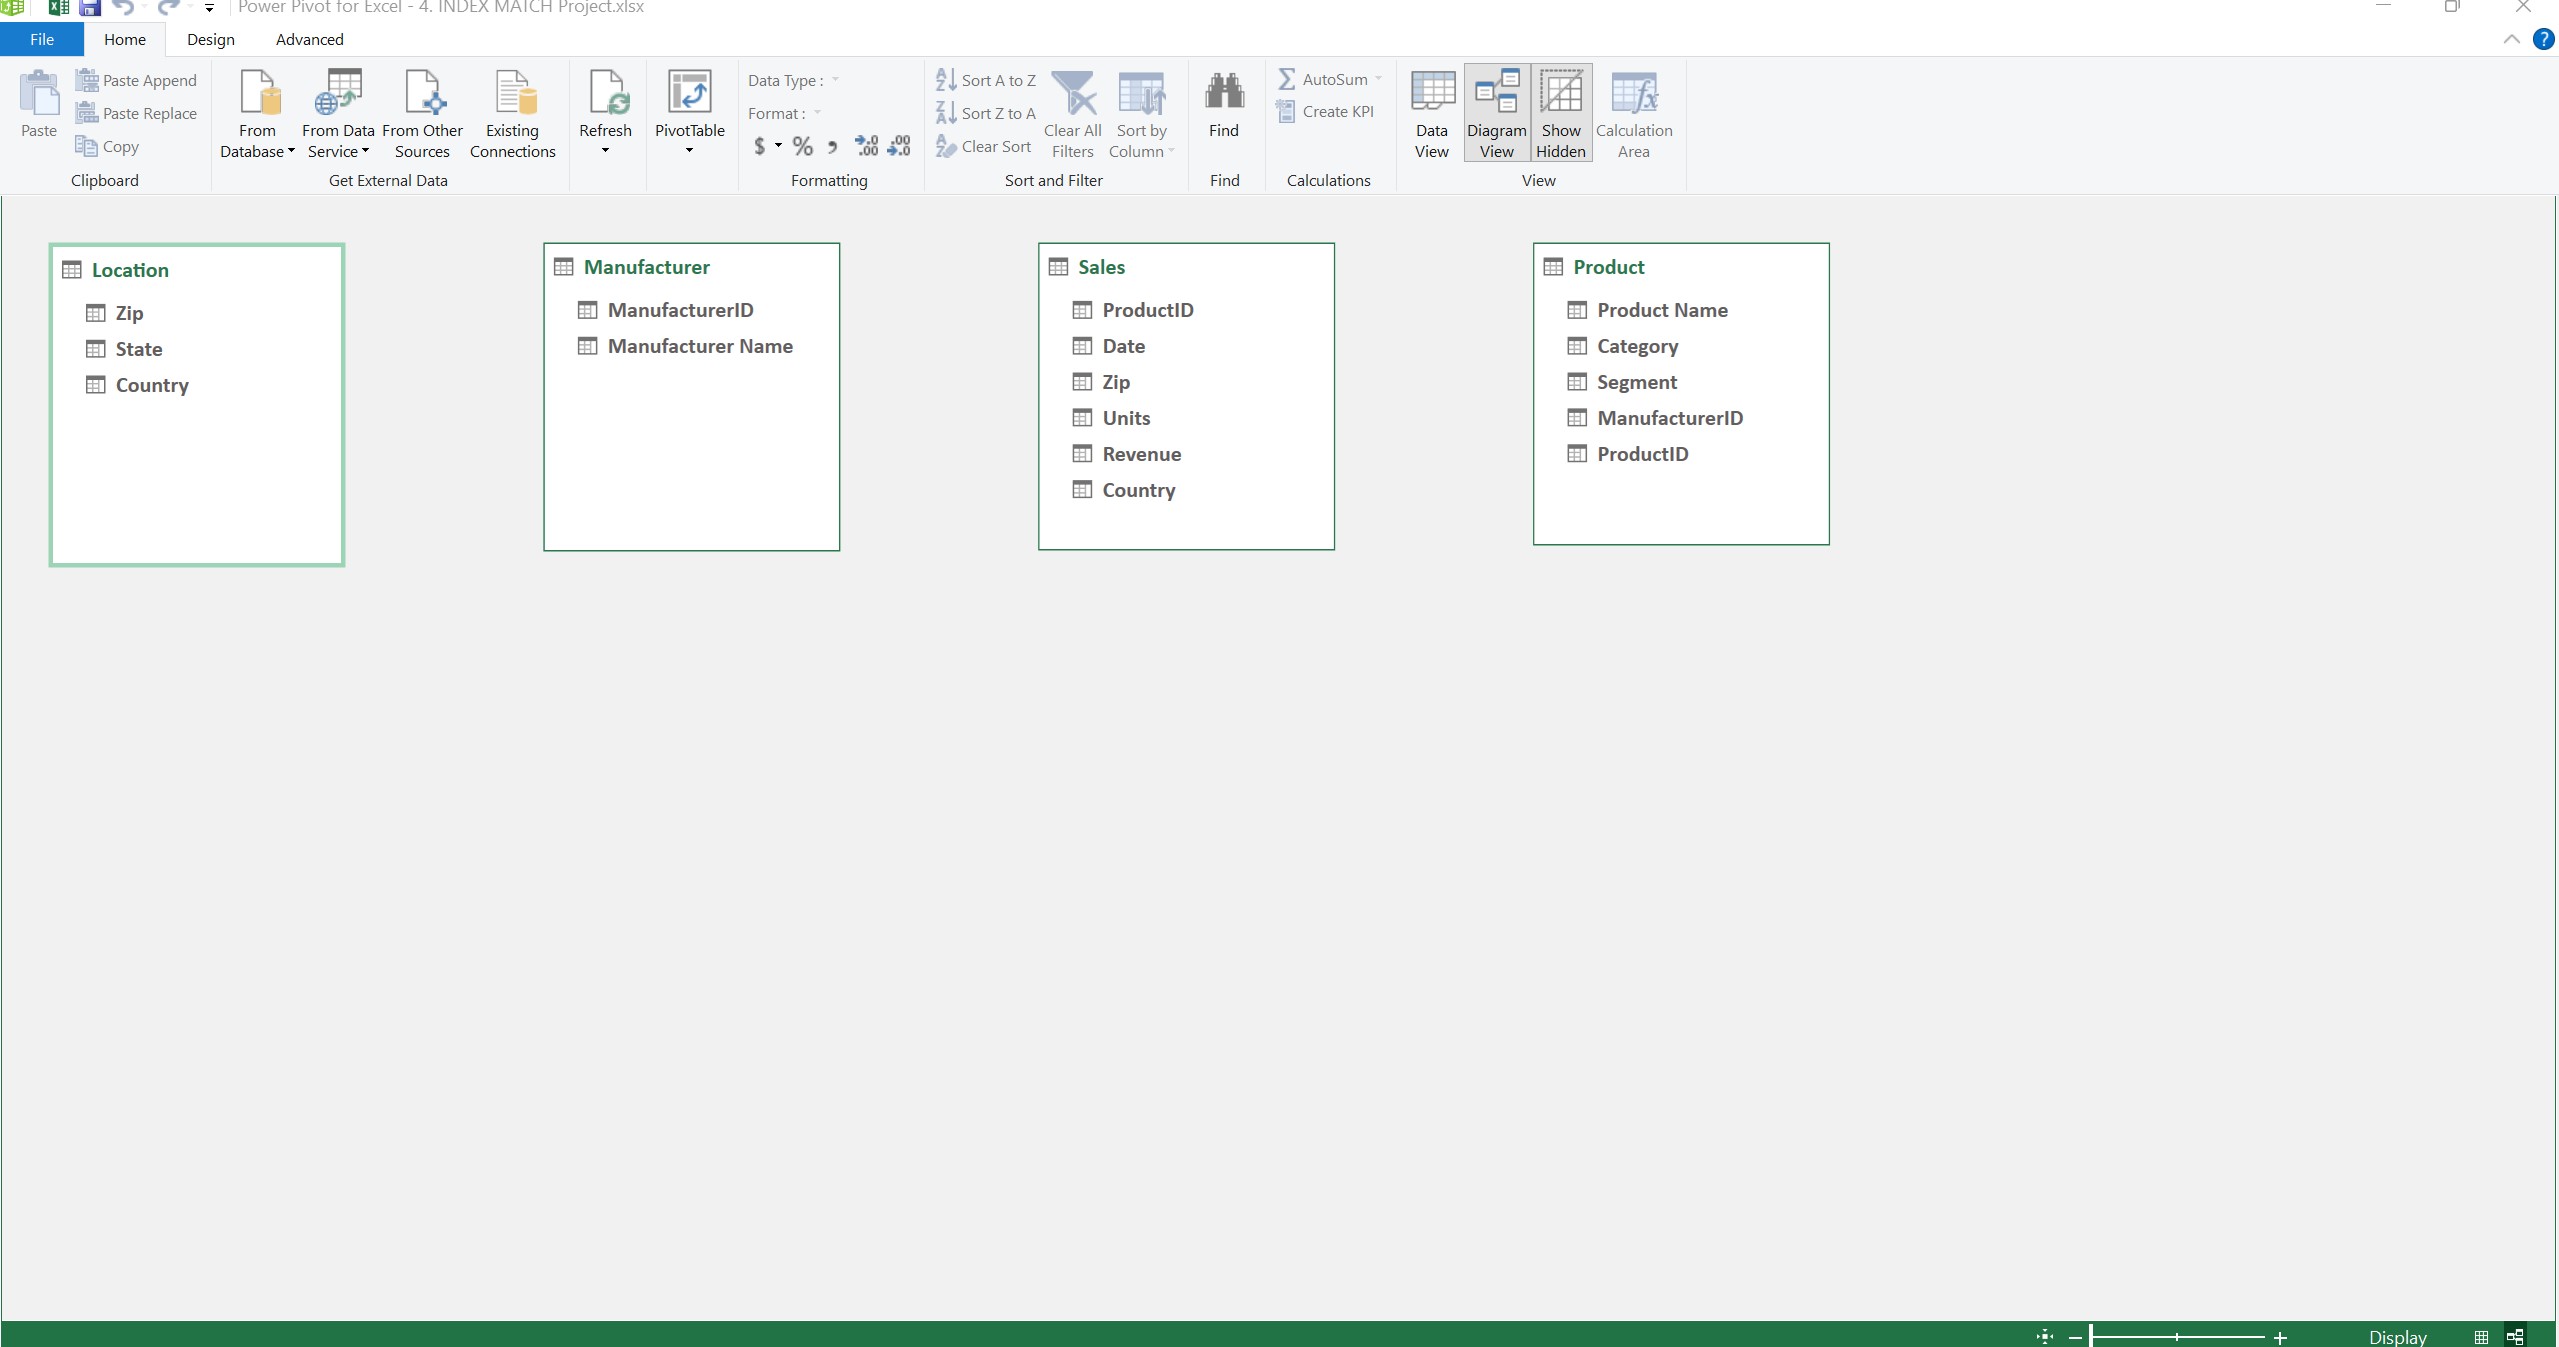 Power Pivot for Excel - 4. INDEX MATCH Project.xlsx
File Home Design Advanced
Paste
Paste Append
Paste Replace
Copy
Clipboard
From Database
From Data Service
From Other Sources
Existing Connections
Get External Data
Refresh
PivotTable
Data Type :
Format :
$ % ,
Formatting
Sort A to Z
Sort Z to A
Clear Sort
Clear All Filters
Sort by Column
Sort and Filter
Find
Find
AutoSum
Create KPI
Calculations
Data View
Diagram View
Show Hidden
Calculation Area
View
Location
Zip
State
Country
Manufacturer
ManufacturerID
Manufacturer Name
Sales
ProductID
Date
Zip
Units
Revenue
Country
Product
Product Name
Category
Segment
ManufacturerID
ProductID
Display